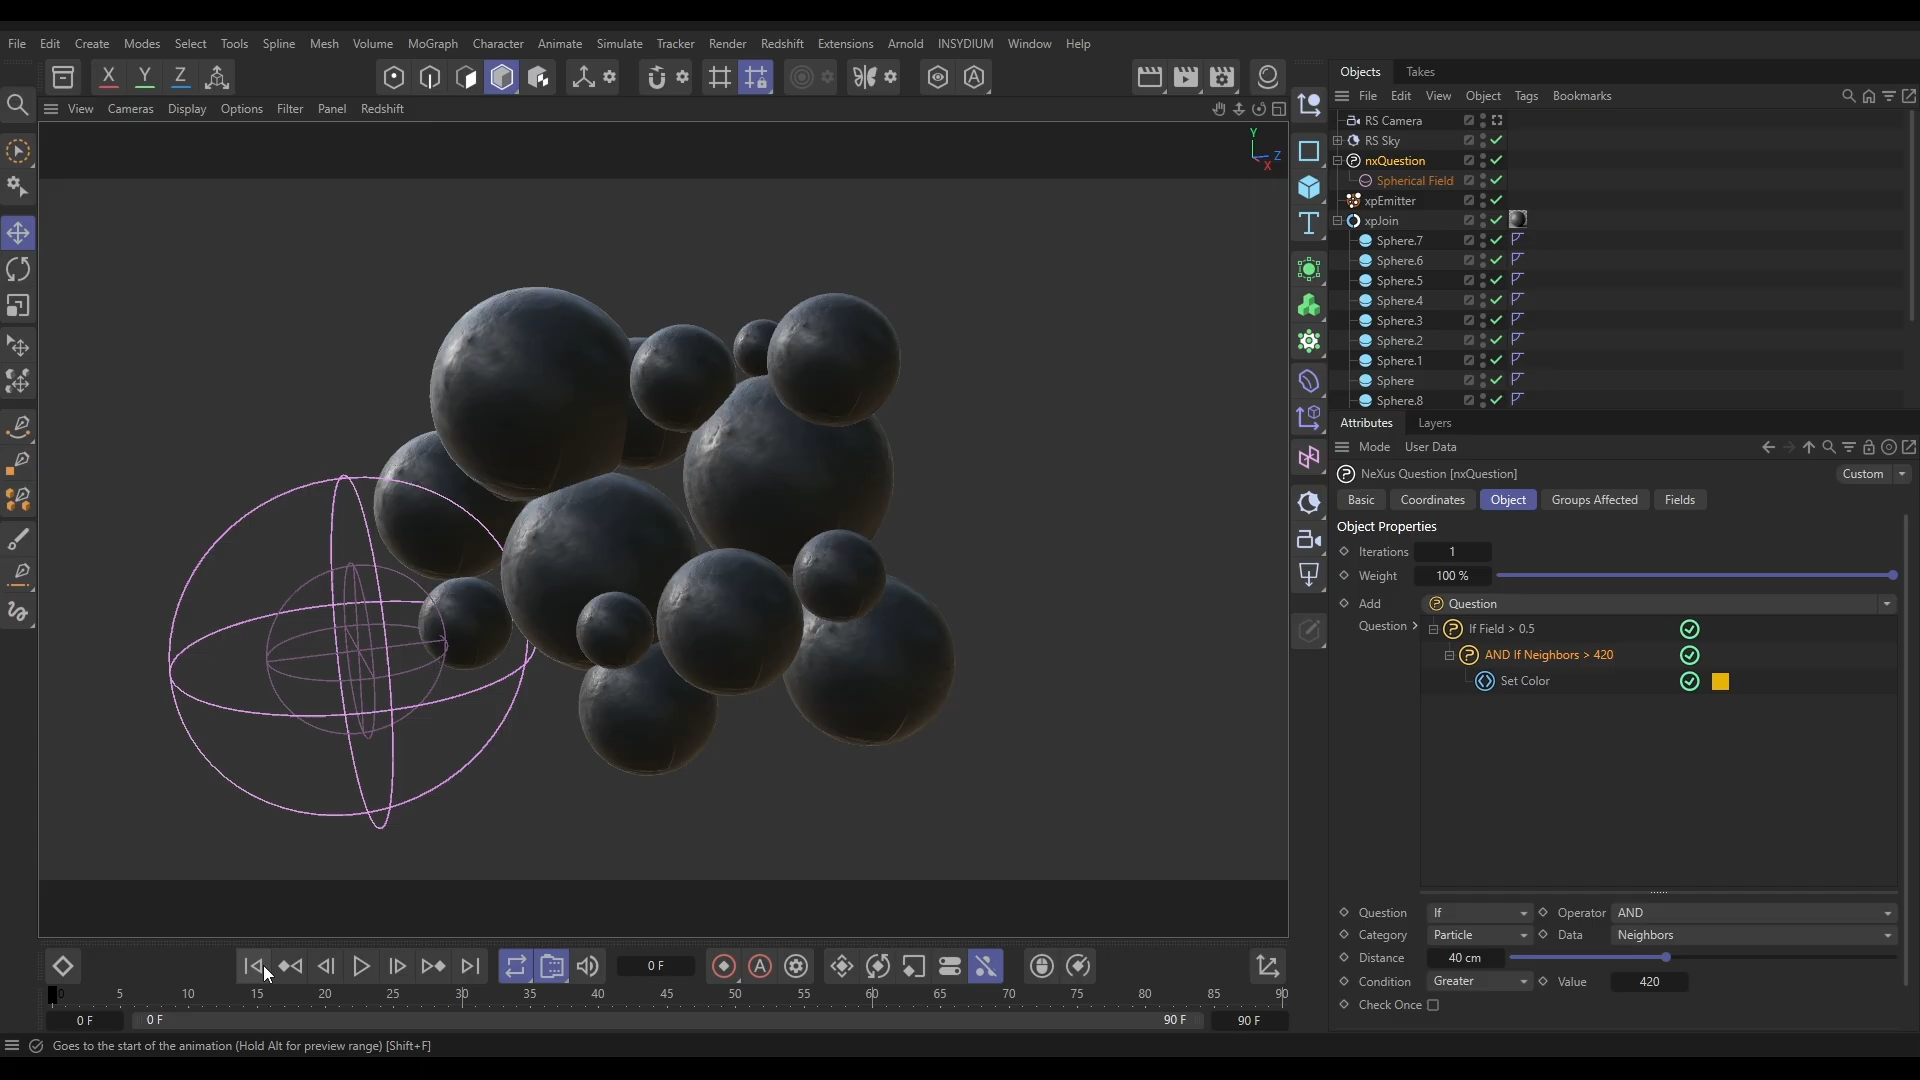 File Edit Create Modes Select Tools Spline Mesh Volume MoGraph Character Animate Simulate Tracker Render Redshift Extensions Arnold INSYDIUM Window Help
X Y Z
View Cameras Display Options Filter Panel Redshift
Y
Z
X
Objects Takes
File Edit View Object Tags Bookmarks
RS Camera
RS Sky
nxQuestion
Spherical Field
xpEmitter
xpJoin
Sphere.7
Sphere.6
Sphere.5
Sphere.4
Sphere.3
Sphere.2
Sphere.1
Sphere
Sphere.8
Attributes Layers
Mode User Data
NeXus Question [nxQuestion] Custom
Basic Coordinates Object Groups Affected Fields
Object Properties
Iterations 1
Weight 100 %
Add Question
Question If Field > 0.5
AND If Neighbors > 420
Set Color
Question If Operator AND
Category Particle Data Neighbors
Distance 40 cm
Condition Greater Value 420
Check Once
0 F
0 5 10 15 20 25 30 35 40 45 50 55 60 65 70 75 80 85 90
0 F 0 F 90 F 90 F
Goes to the start of the animation (Hold Alt for preview range) [Shift+F]